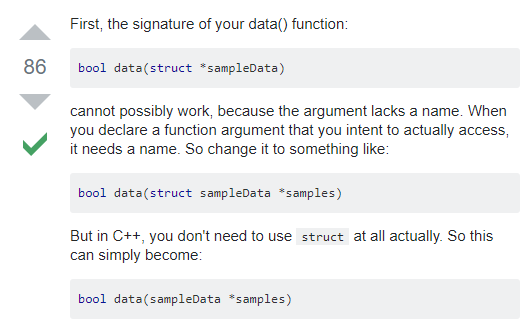 First, the signature of your data() function:
86
bool data(struct *sampleData)
cannot possibly work, because the argument lacks a name. When
you declare a function argument that you intent to actually access,
it needs a name. So change it to something like:
bool data(struct sampleData *samples)
But in C++, you don't need to use struct at all actually. So this
can simply become:
bool data(sampleData *samples)